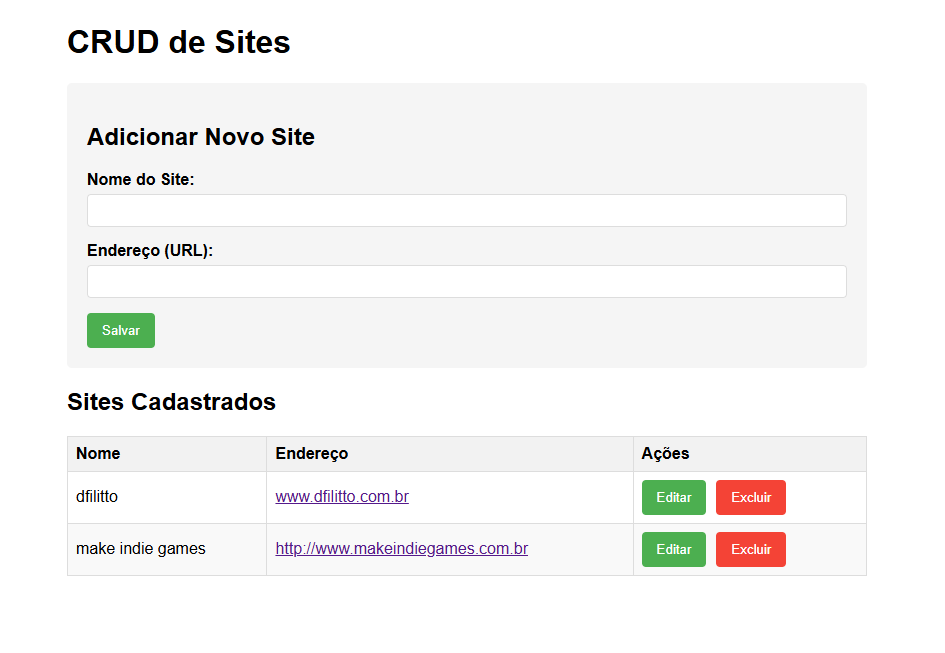 CRUD de Sites
Adicionar Novo Site
Nome do Site:
Endereço (URL):
Salvar
Sites Cadastrados
Nome Endereço Ações
dfilitto www.dfilitto.com.br Editar Excluir
make indie games http://www.makeindiegames.com.br Editar Excluir